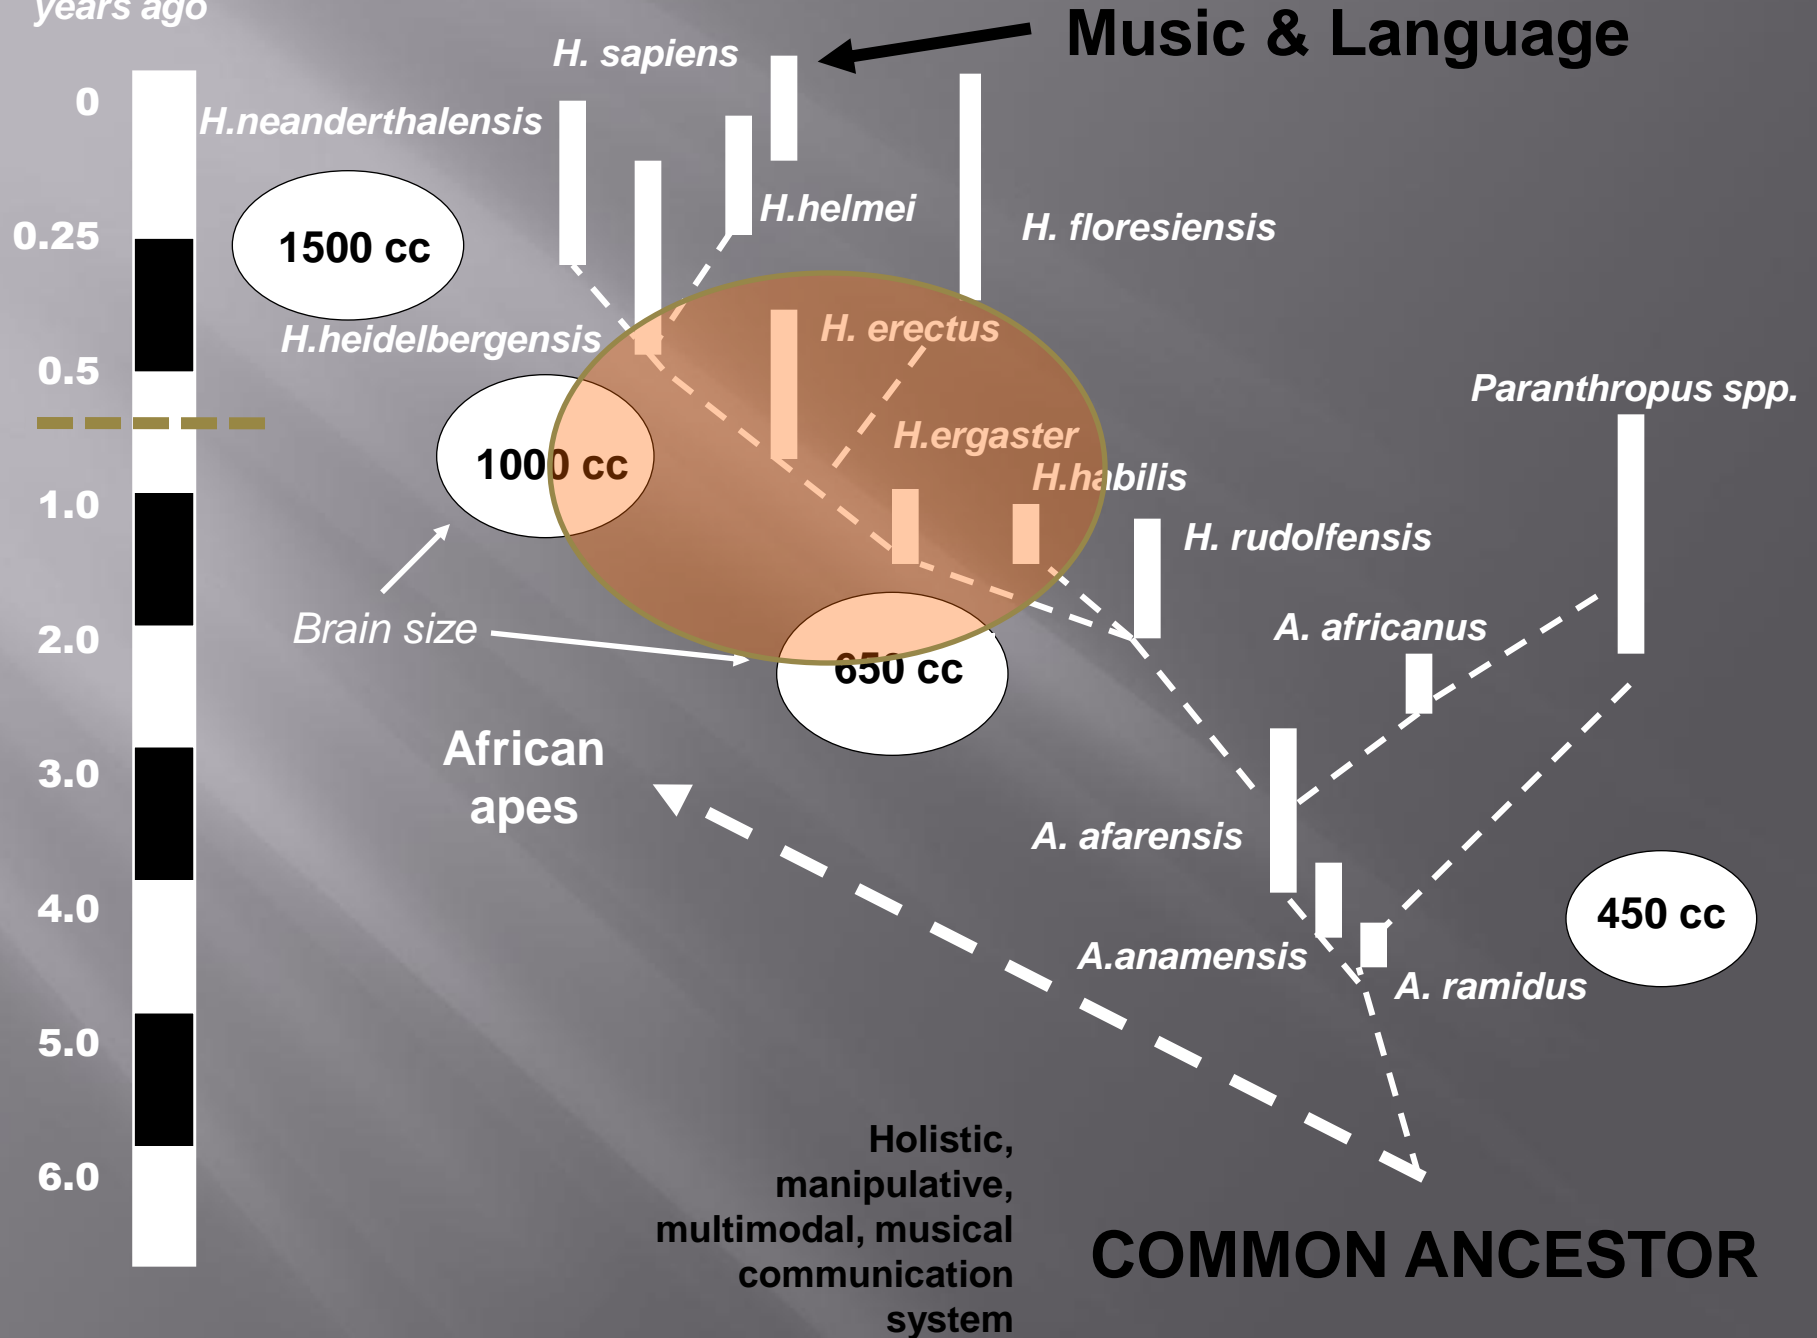 years ago
Music & Language
H. sapiens
0
H.neanderthalensis
H.helmei
H. floresiensis
0.25
1500 cc
H. erectus
H.heidelbergensis
0.5
Paranthropus spp.
H.ergaster
1000 cc
H.habilis
1.0
H. rudolfensis
Brain size
2.0
A. africanus
650 cc
African
apes
3.0
A. afarensis
4.0
450 cc
A.anamensis
A. ramidus
5.0
6.0
Holistic,
manipulative,
multimodal, musical
communication
system
COMMON ANCESTOR